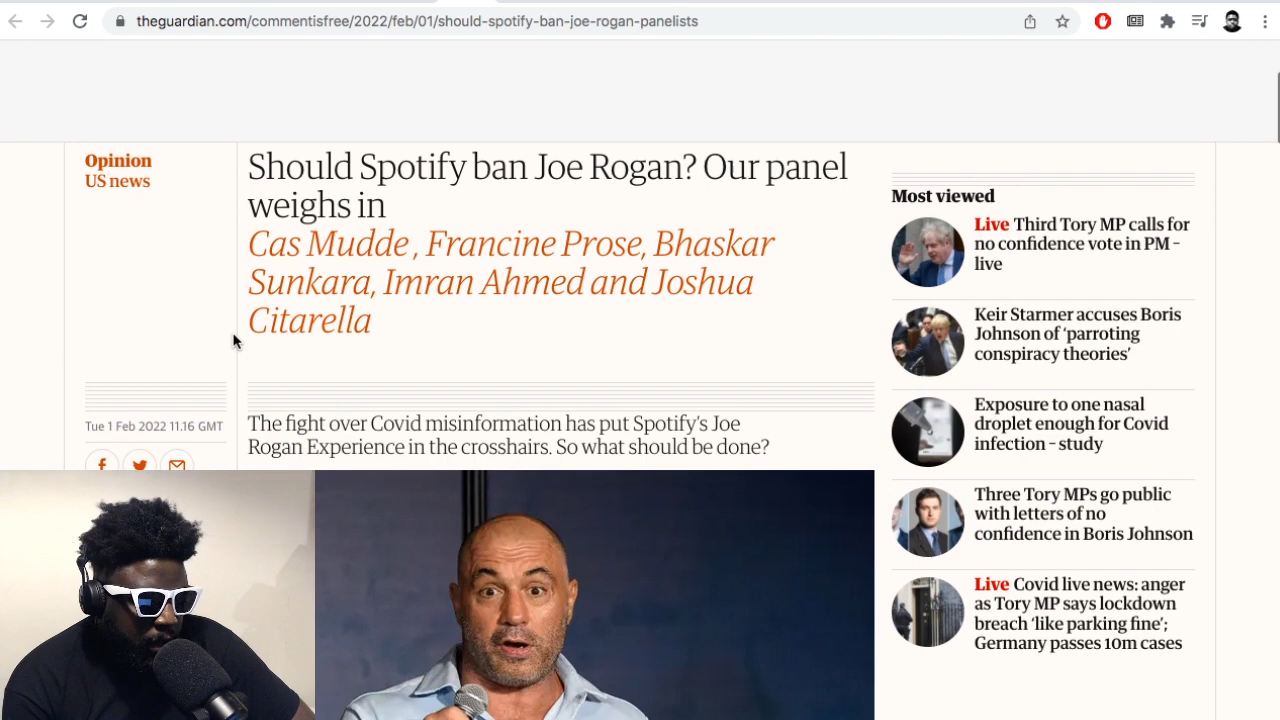 theguardian.com/commentisfree/2022/feb/01/should-spotify-ban-joe-rogan-panelists
Opinion
US news
Should Spotify ban Joe Rogan? Our panel
weighs in
Cas Mudde , Francine Prose, Bhaskar
Sunkara, Imran Ahmed and Joshua
Citarella
Tue 1 Feb 2022 11.16 GMT
The fight over Covid misinformation has put Spotify's Joe
Rogan Experience in the crosshairs. So what should be done?
Most viewed
Live Third Tory MP calls for
no confidence vote in PM –
live
Keir Starmer accuses Boris
Johnson of ‘parroting
conspiracy theories’
Exposure to one nasal
droplet enough for Covid
infection – study
Three Tory MPs go public
with letters of no
confidence in Boris Johnson
Live Covid live news: anger
as Tory MP says lockdown
breach ‘like parking fine’;
Germany passes 10m cases